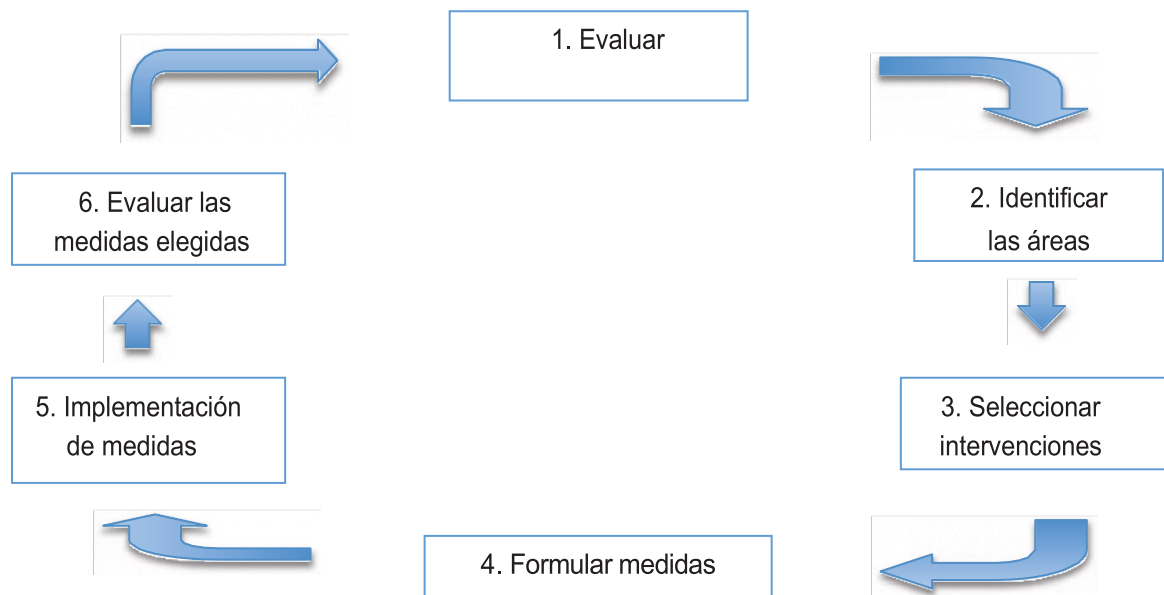 1. Evaluar
2. Identificar
las áreas
3. Seleccionar
intervenciones
4. Formular medidas
5. Implementación
de medidas
6. Evaluar las
medidas elegidas